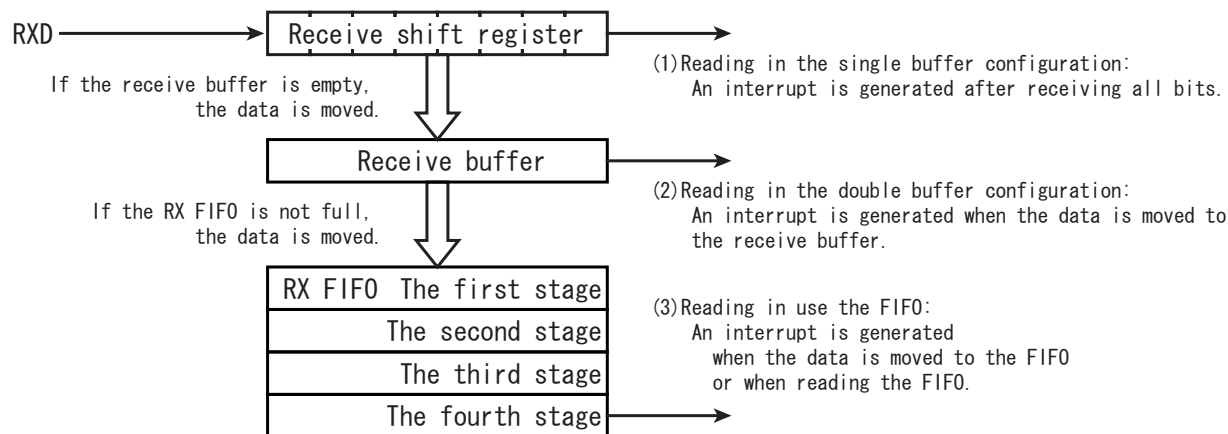 RXD
Receive shift register
If the receive buffer is empty,
the data is moved.
(1)Reading in the single buffer configuration:
An interrupt is generated after receiving all bits.
Receive buffer
If the RX FIFO is not full,
the data is moved.
(2)Reading in the double buffer configuration:
An interrupt is generated when the data is moved to
the receive buffer.
RX FIFO The first stage
The second stage
The third stage
The fourth stage
(3)Reading in use the FIFO:
An interrupt is generated
when the data is moved to the FIFO
or when reading the FIFO.